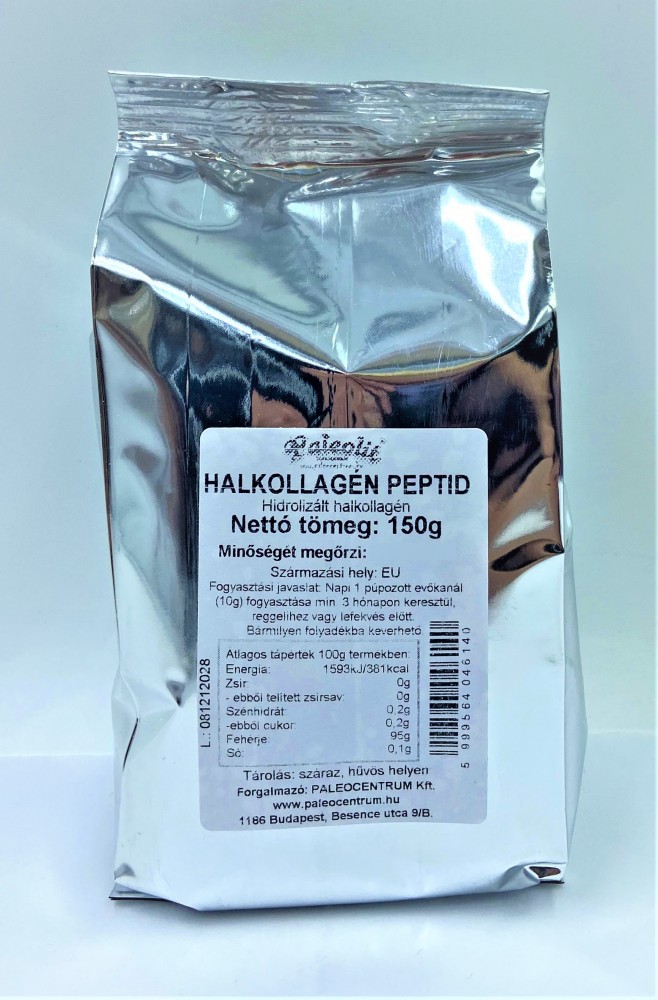 Paleolit
HALKOLLAGÉN PEPTID
Hidrolizált halkollagén
Nettó tömeg: 150g
Minőségét megőrzi:
Származási hely: EU
Fogyasztási javaslat: Napi 1 púpozott evőkanál
(10g) fogyasztása min. 3 hónapon keresztül,
reggelihez vagy lefekvés előtt.
Bármilyen folyadékba keverhető.
Átlagos tápérték 100g termékben:
Energia: 1593kJ/381kcal
Zsír: 0g
- ebből telített zsírsav: 0g
Szénhidrát: 0,2g
-ebből cukor: 0,2g
Fehérje: 95g
Só: 0,1g
L.: 081212028
5 999564 046140
Tárolás: száraz, hűvös helyen
Forgalmazó: PALEOCENTRUM Kft.
www.paleocentrum.hu
1186 Budapest, Besence utca 9/B.